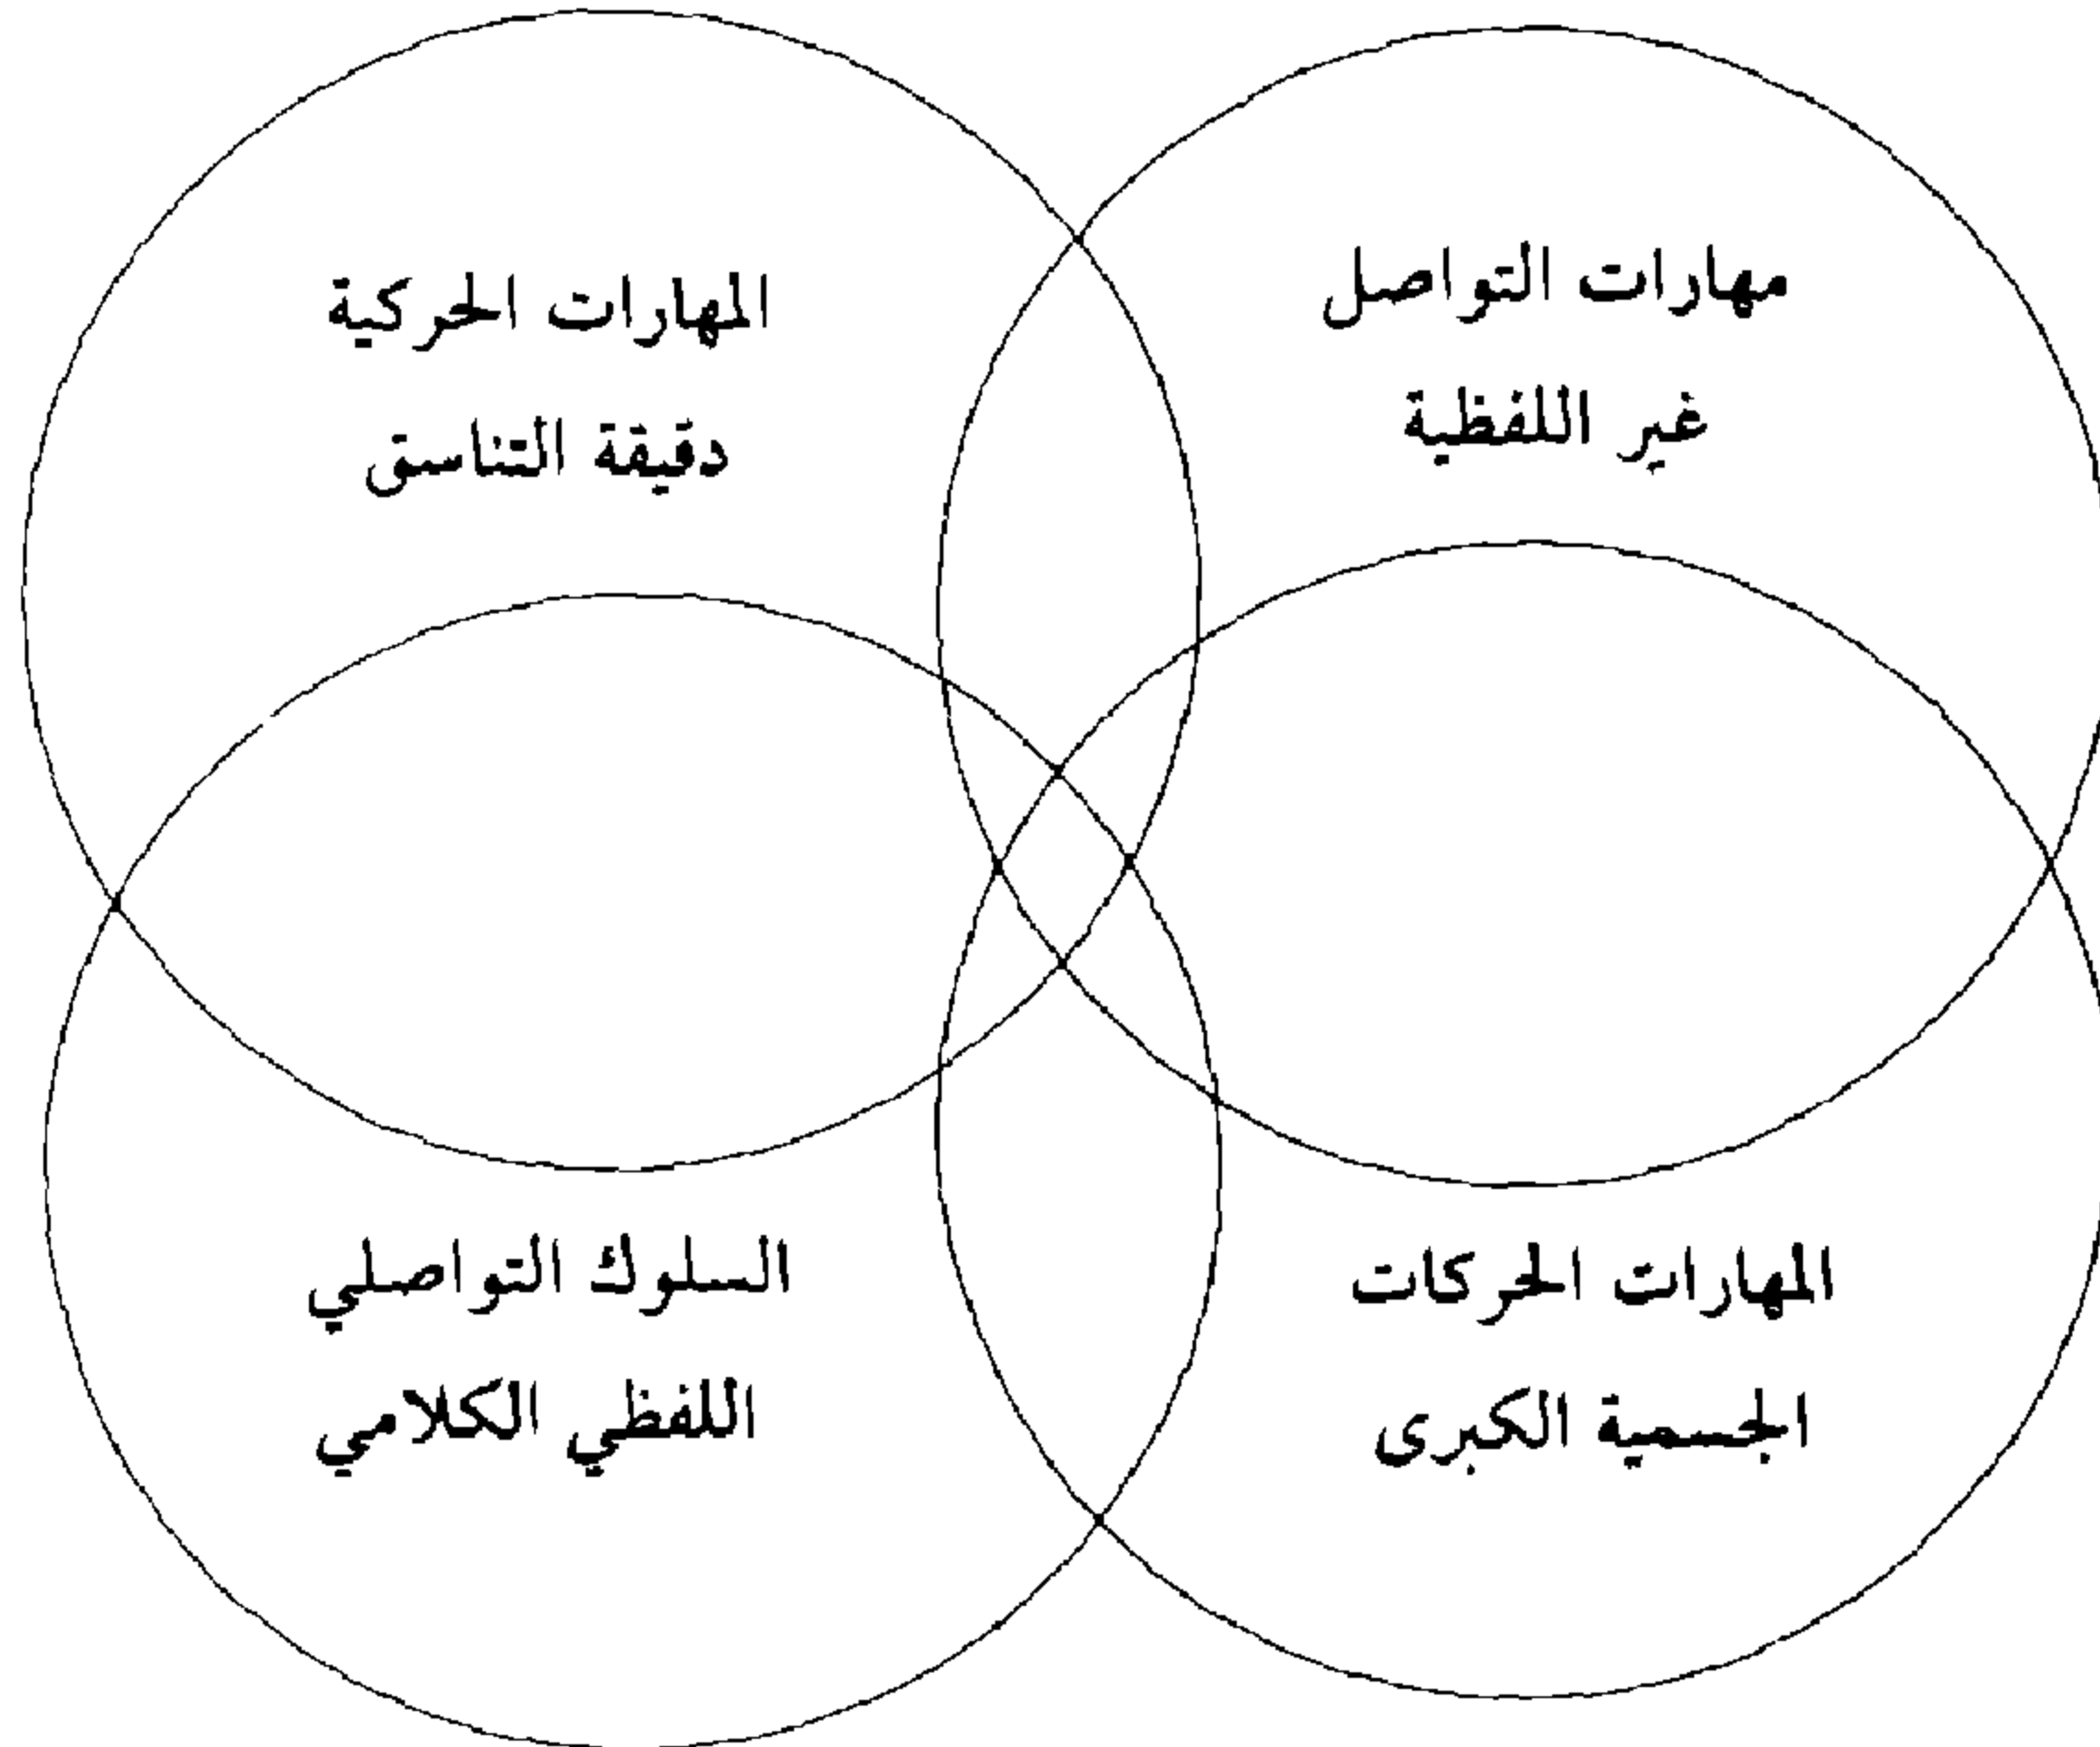 مهارات التواصل
غير اللفظية
المهارات الحركية
دقيقة التناسق
المهارات الحركات
الجسمية الكبرى
السلوك التواصلي
اللفظي الكلامي